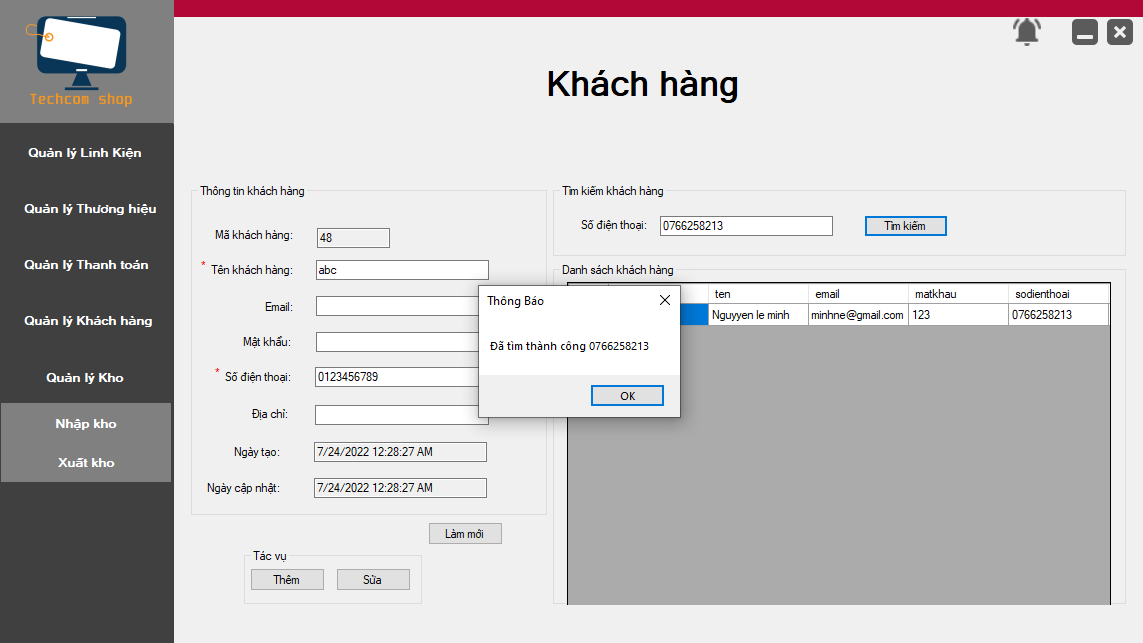 Techcom shop
Khách hàng
Quản lý Linh Kiện
Quản lý Thương hiệu
Quản lý Thanh toán
Quản lý Khách hàng
Quản lý Kho
Nhập kho
Xuất kho
Thông tin khách hàng
Mã khách hàng: 48
* Tên khách hàng: abc
Email:
Mật khẩu:
* Số điện thoại: 0123456789
Địa chỉ:
Ngày tạo: 7/24/2022 12:28:27 AM
Ngày cập nhật: 7/24/2022 12:28:27 AM
Làm mới
Tác vụ
Thêm Sửa
Tìm kiếm khách hàng
Số điện thoại: 0766258213 Tìm kiếm
Danh sách khách hàng
ten email matkhau sodienthoai
Nguyyen le minh minhne@gmail.com 123 0766258213
Thông Báo
Đã tìm thành công 0766258213
OK